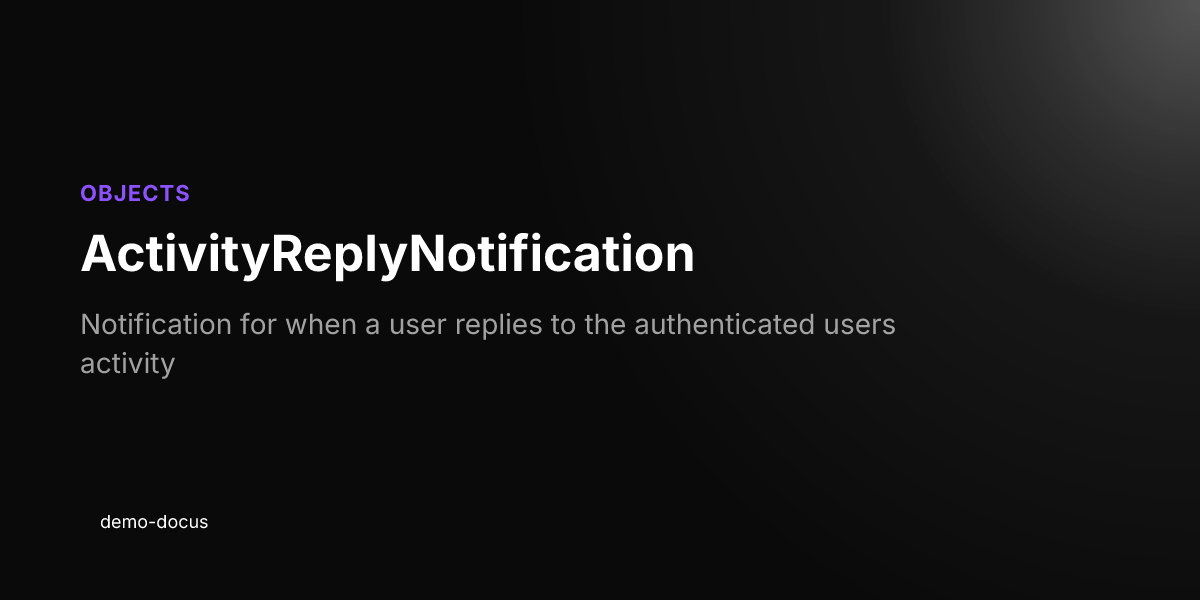 OBJECTS
ActivityReplyNotification
Notification for when a user replies to the authenticated users
activity
demo-docus